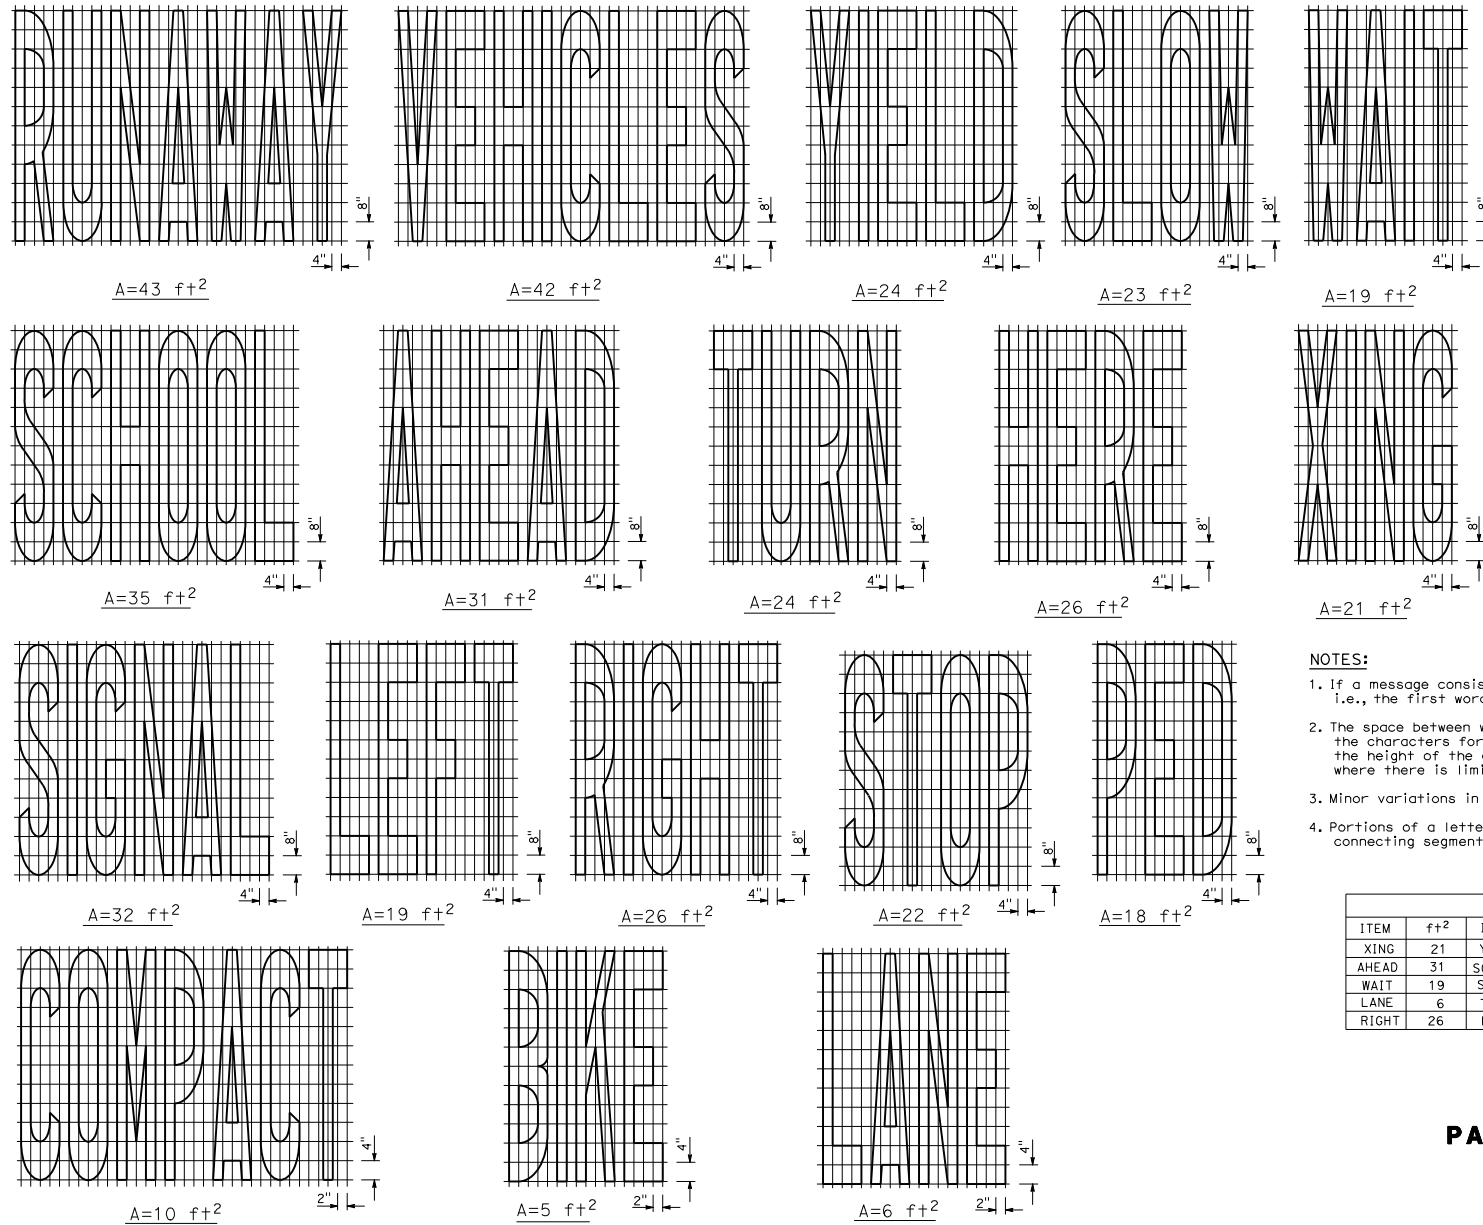 RUNWAY VEHICLES YIELD SLOW WAIT
8" 8" 8" 8" 8"
4" 4" 4" 4" 4"
A=43 ft² A=42 ft² A=24 ft² A=23 ft² A=19 ft²
SCHOOL AHEAD TURN HERE XING
8" 8" 8" 8" 8"
4" 4" 4" 4" 4"
A=35 ft² A=31 ft² A=24 ft² A=26 ft² A=21 ft²
SIGNAL LEFT RIGHT STOP PED
8" 8" 8" 8" 8"
4" 4" 4" 4" 4"
A=32 ft² A=19 ft² A=26 ft² A=22 ft² A=18 ft²
COMPACT BIKE LANE
4" 4" 4"
2" 2" 2"
A=10 ft² A=5 ft² A=6 ft²
NOTES:
1. If a message
i.e., the first
2. The space between
the characters for
the height of the
where there is
3. Minor variations in
4. Portions of a
connecting
ITEM ft²
XING 21
AHEAD 31
WAIT 19
LANE 6
RIGHT 26
PA